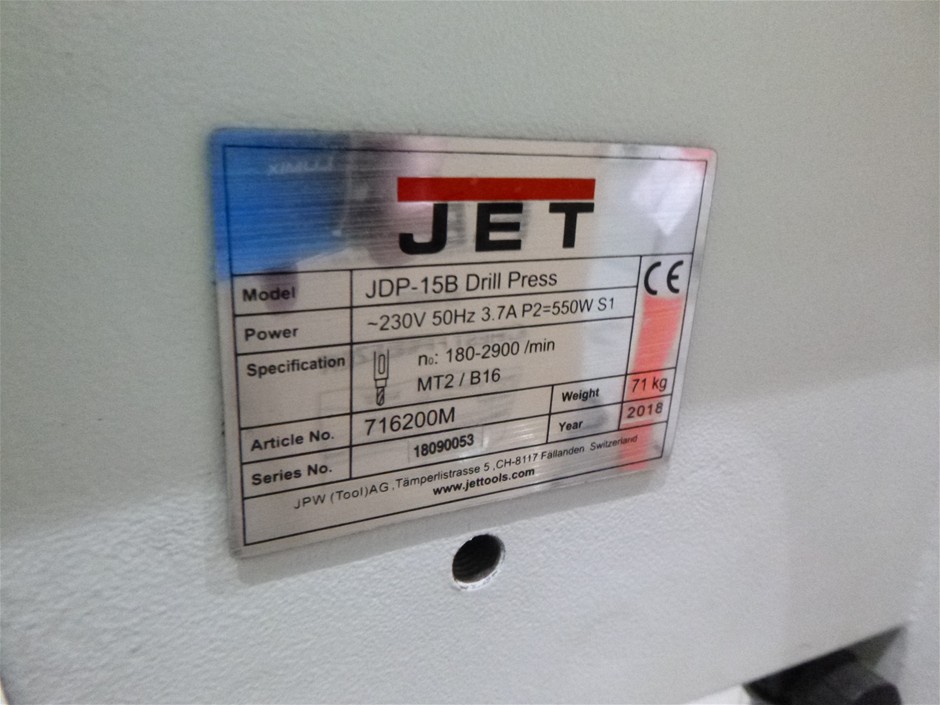 JET
Model JDP-15B Drill Press
CE
Power ~230V 50Hz 3.7A P2=550W S1
Specification n₀: 180-2900 /min
MT2 / B16
Article No. 716200M Weight 71 kg
Series No. 18090053 Year 2018
JPW (Tool)AG ,Tämperlistrasse 5 ,CH-8117 Fällanden Switzerland
www.jettools.com